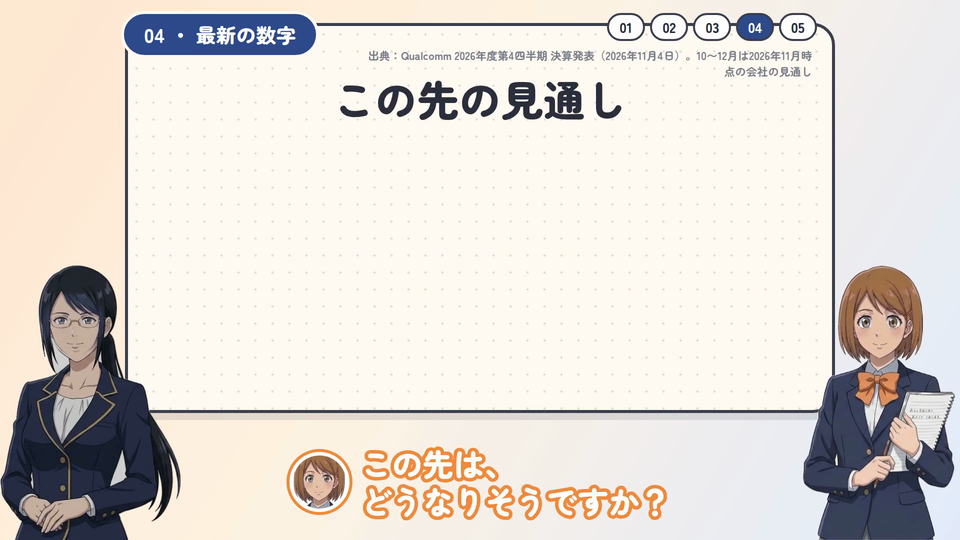 04 ・ 最新の数字
01 02 03 04 05
出典：Qualcomm 2026年度第4四半期 決算発表（2026年11月4日）。10〜12月は2026年11月時
点の会社の見通し
この先の見通し
この先は、
どうなりそうですか？